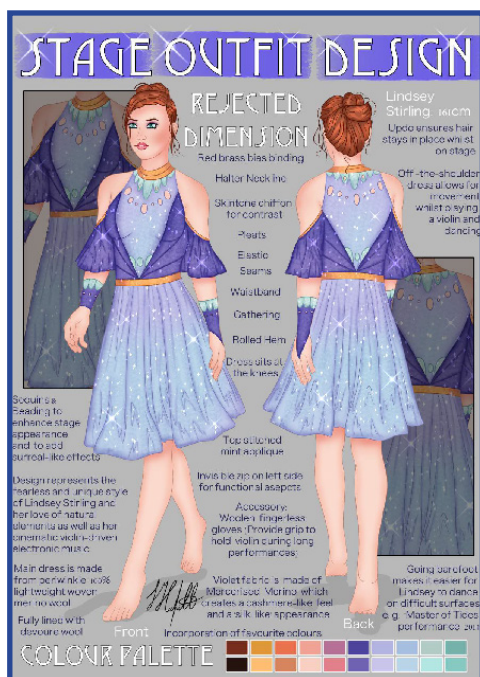 STAGE OUTFIT DESIGN
REJECTED
DIMENSION
Red brass bias binding
Halter Neckline
Skintone chiffon
for contrast
Pleats
Elastic
Seams
Waistband
Gathering
Rolled Hem
Dress sits at
the knees
Top stitched
mint applique
Invisible zip on left side
for functional
Accessory:
Woolen fingerless
gloves (Provide grip to
hold violin during long
performances)
Violet fabric is made of
Mercerised Merino which
creates a cashmere-like feel
and a silk-like appearance
Incorporation of favourite colours
Lindsey
Stirling 161cm
Updo ensures hair
stays in place whilst
on stage
Off-the-shoulder
dress allows for
movement
whilst playing
a violin and
dancing
Sequins &
Beading to
enhance stage
appearance
and to add
surreal-like effects
Design represents the
fearless and unique style
of Lindsey Stirling and
her love of natural
elements as well as her
cinematic violin-driven
electronic music
Main dress is made
from periwinkle 100%
lightweight woven
merino wool
Fully lined with
devoure wool
Going barefoot
makes it easier for
Lindsey to dance
on difficult surfaces
e.g. 'Master of Tides'
performance
Front
Back
COLOUR PALETTE